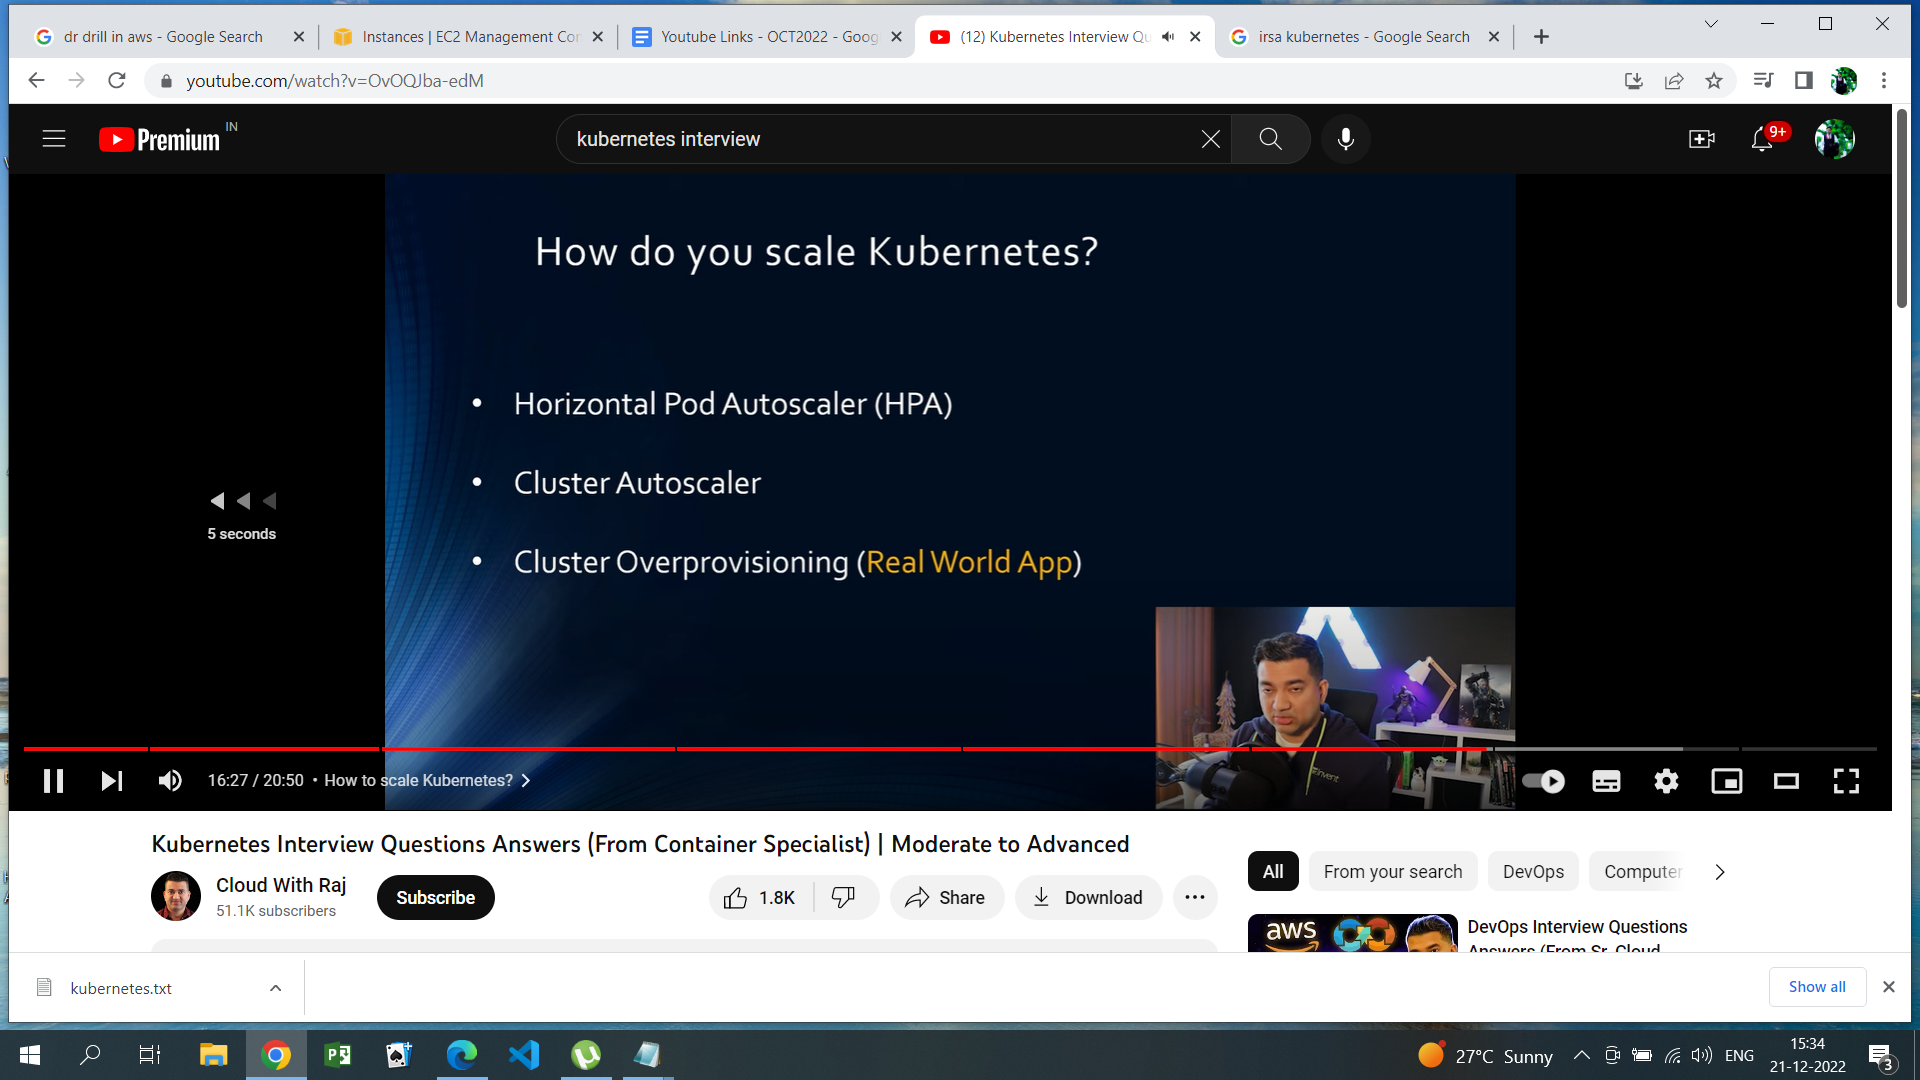 dr drill in aws - Google Search
Instances | EC2 Management Con
Youtube Links - OCT2022 - Goog
(12) Kubernetes Interview Qu
irsa kubernetes - Google Search
youtube.com/watch?v=OvOQJba-edM
Premium IN
kubernetes interview
9+
How do you scale Kubernetes?
• Horizontal Pod Autoscaler (HPA)
• Cluster Autoscaler
• Cluster Overprovisioning (Real World App)
5 seconds
16:27 / 20:50 • How to scale Kubernetes?
Kubernetes Interview Questions Answers (From Container Specialist) | Moderate to Advanced
Cloud With Raj
51.1K subscribers
Subscribe
1.8K
Share
Download
All
From your search
DevOps
Computer
aws
DevOps Interview Questions
Answers (From Sr. Cloud
kubernetes.txt
Show all
27°C Sunny
ENG
15:34
21-12-2022
3